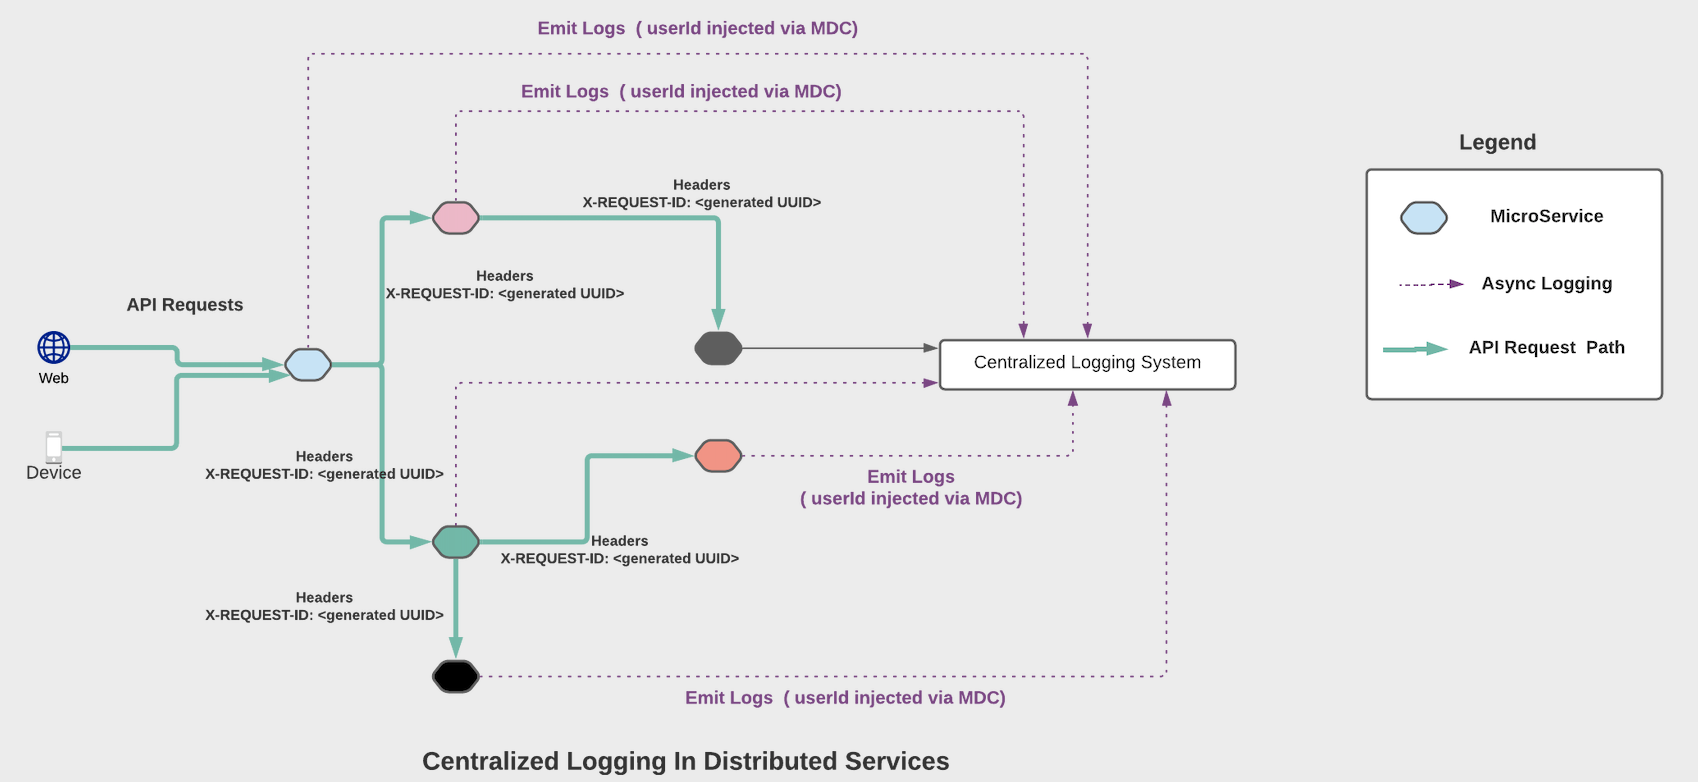 Emit Logs ( userId injected via MDC)
Emit Logs ( userId injected via MDC)
Legend
MicroService
Async Logging
API Request Path
Headers
X-REQUEST-ID: <generated UUID>
Headers
X-REQUEST-ID: <generated UUID>
API Requests
Web
Device
Centralized Logging System
Headers
X-REQUEST-ID: <generated UUID>
Emit Logs
( userId injected via MDC)
Headers
X-REQUEST-ID: <generated UUID>
Headers
X-REQUEST-ID: <generated UUID>
Emit Logs ( userId injected via MDC)
Centralized Logging In Distributed Services